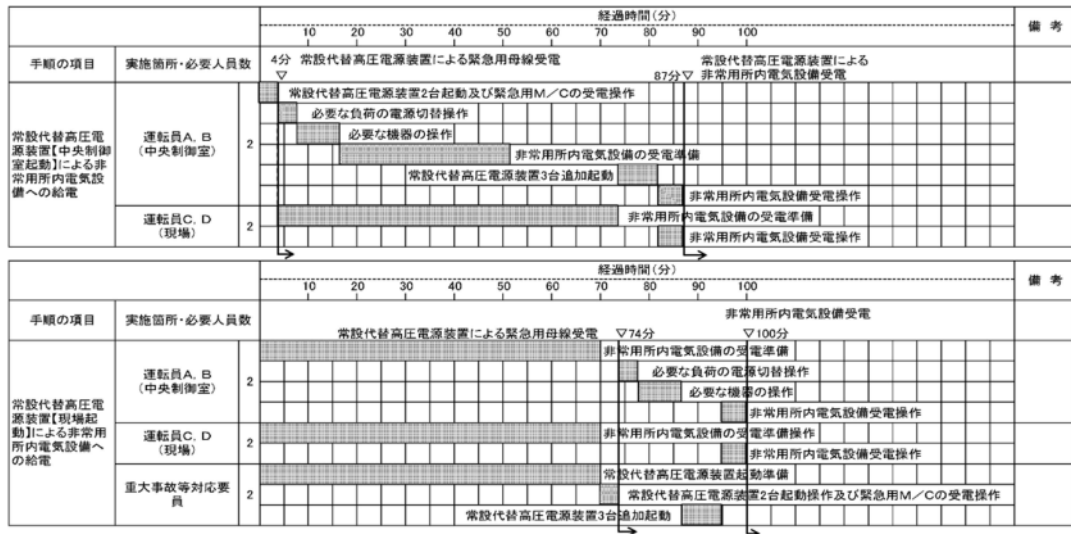 経過時間(分)
備 考
10 20 30 40 50 60 70 80 90 100
手順の項目
実施箇所・必要人員数
4分 常設代替高圧電源装置による緊急用母線受電
▽
常設代替高圧電源装置による
87分▽ 非常用所内電気設備受電
常設代替高圧電源装置【中央制御室起動】による非常用所内電気設備への給電
運転員A, B
(中央制御室)
2
常設代替高圧電源装置2台起動及び緊急用M/Cの受電操作
必要な負荷の電源切替操作
必要な機器の操作
非常用所内電気設備の受電準備
常設代替高圧電源装置3台追加起動
非常用所内電気設備受電操作
運転員C, D
(現場)
2
非常用所内電気設備の受電準備
非常用所内電気設備受電操作
経過時間(分)
備 考
10 20 30 40 50 60 70 80 90 100
手順の項目
実施箇所・必要人員数
非常用所内電気設備受電
常設代替高圧電源装置による緊急用母線受電 ▽74分 ▽100分
常設代替高圧電源装置【現場起動】による非常用所内電気設備への給電
運転員A, B
(中央制御室)
2
非常用所内電気設備の受電準備
必要な負荷の電源切替操作
必要な機器の操作
非常用所内電気設備受電操作
運転員C, D
(現場)
2
非常用所内電気設備の受電準備操作
非常用所内電気設備受電操作
重大事故等対応要員
2
常設代替高圧電源装置起動準備
常設代替高圧電源装置2台起動操作及び緊急用M/Cの受電操作
常設代替高圧電源装置3台追加起動